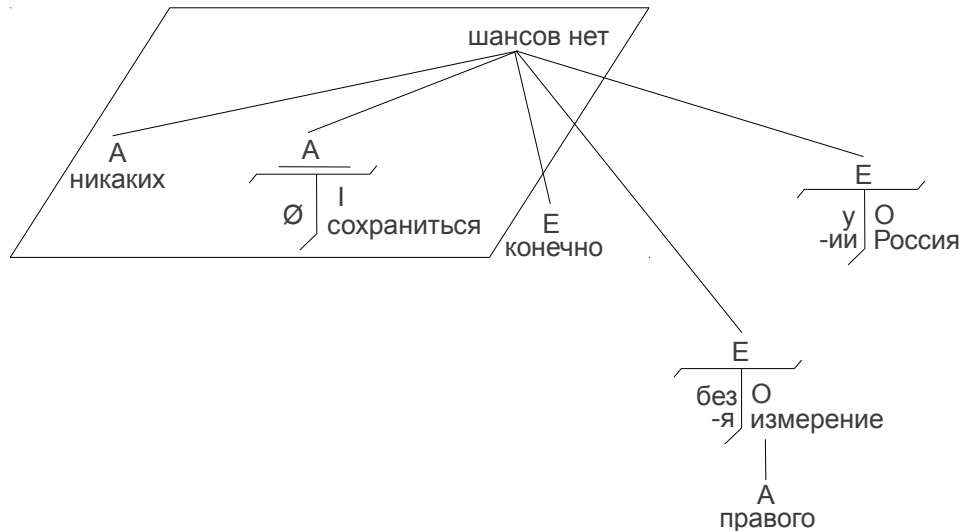 шансов нет
А
никаких
А
Ø
I
сохраниться
Е
конечно
Е
у
-ии
О
Россия
Е
без
-я
О
измерение
А
правого